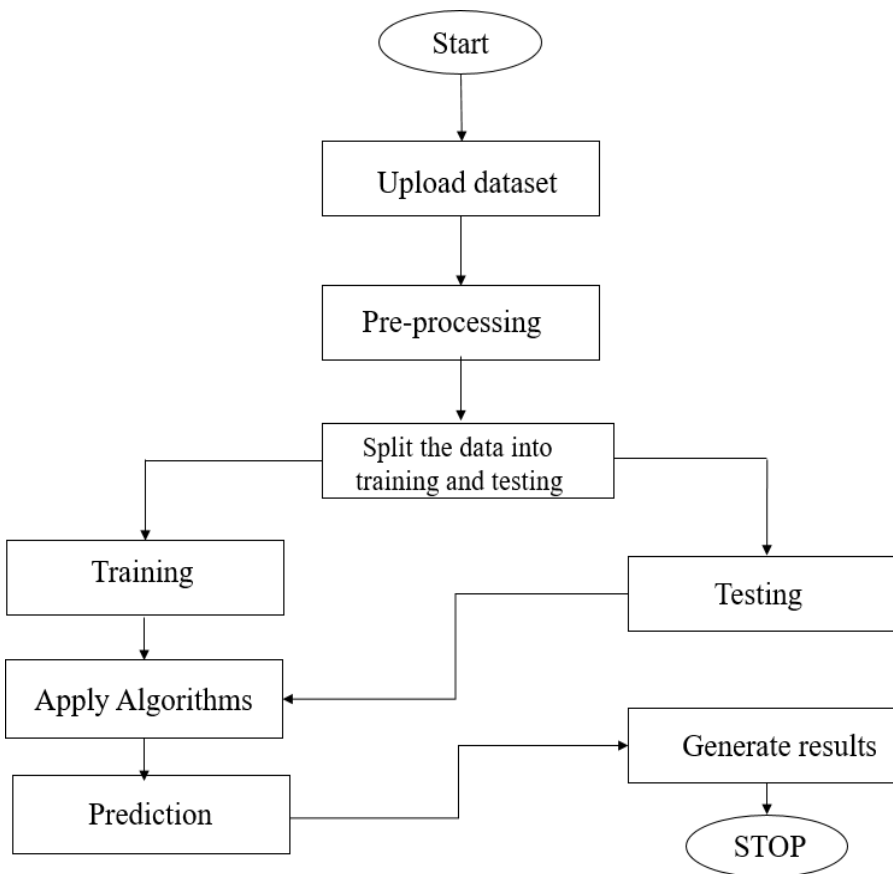 Start
Upload dataset
Pre-processing
Split the data into
training and testing
Training
Testing
Apply Algorithms
Generate results
Prediction
STOP